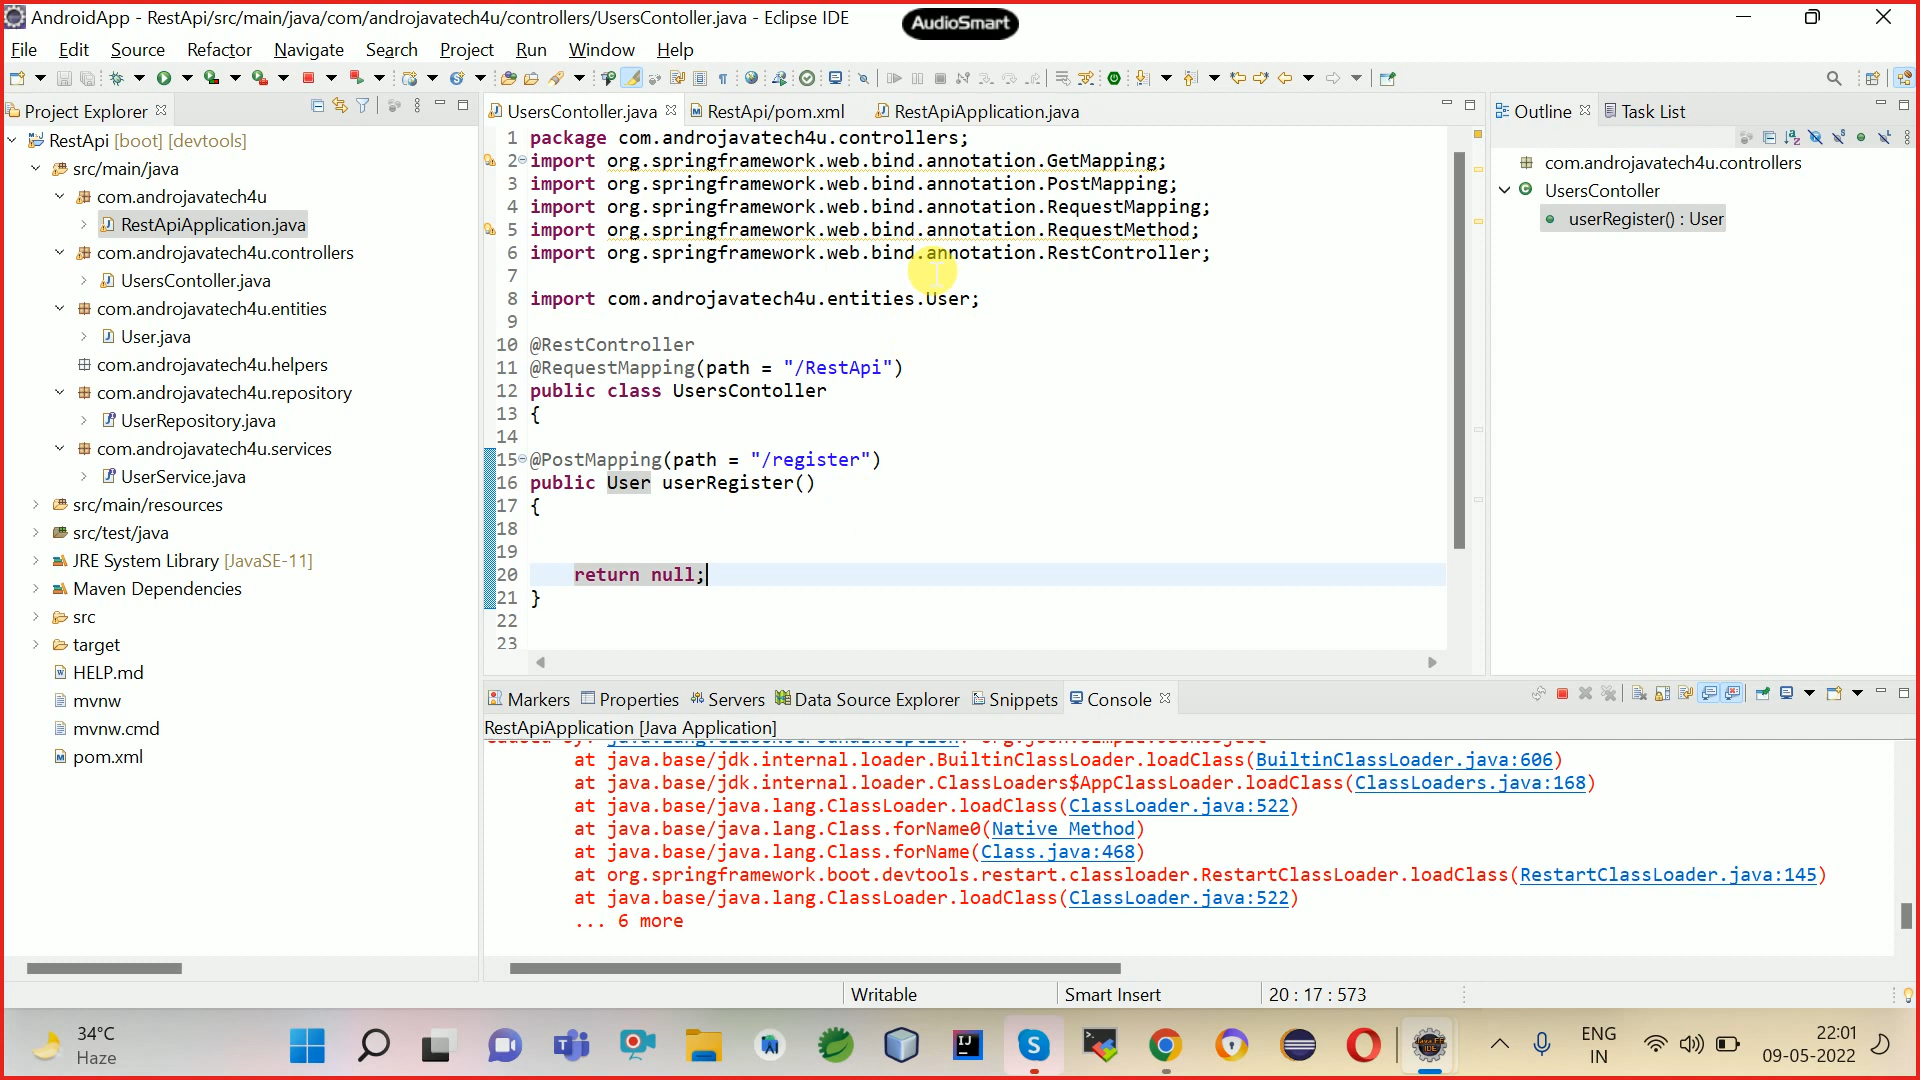 AndroidApp - RestApi/src/main/java/com/androjavatech4u/controllers/UsersContoller.java - Eclipse IDE
AudioSmart
File Edit Source Refactor Navigate Search Project Run Window Help
Project Explorer
UsersContoller.java RestApi/pom.xml RestApiApplication.java
Outline Task List
RestApi [boot] [devtools]
src/main/java
com.androjavatech4u
RestApiApplication.java
com.androjavatech4u.controllers
UsersContoller.java
com.androjavatech4u.entities
User.java
com.androjavatech4u.helpers
com.androjavatech4u.repository
UserRepository.java
com.androjavatech4u.services
UserService.java
src/main/resources
src/test/java
JRE System Library [JavaSE-11]
Maven Dependencies
src
target
HELP.md
mvnw
mvnw.cmd
pom.xml
1 package com.androjavatech4u.controllers;
2 import org.springframework.web.bind.annotation.GetMapping;
3 import org.springframework.web.bind.annotation.PostMapping;
4 import org.springframework.web.bind.annotation.RequestMapping;
5 import org.springframework.web.bind.annotation.RequestMethod;
6 import org.springframework.web.bind.annotation.RestController;
7
8 import com.androjavatech4u.entities.User;
9
10 @RestController
11 @RequestMapping(path = "/RestApi")
12 public class UsersContoller
13 {
14
15 @PostMapping(path = "/register")
16 public User userRegister()
17 {
18
19
20 return null;
21 }
22
23
com.androjavatech4u.controllers
UsersContoller
userRegister() : User
Markers Properties Servers Data Source Explorer Snippets Console
RestApiApplication [Java Application]
at java.base/jdk.internal.loader.BuiltinClassLoader.loadClass(BuiltinClassLoader.java:606)
at java.base/jdk.internal.loader.ClassLoaders$AppClassLoader.loadClass(ClassLoaders.java:168)
at java.base/java.lang.ClassLoader.loadClass(ClassLoader.java:522)
at java.base/java.lang.Class.forName0(Native Method)
at java.base/java.lang.Class.forName(Class.java:468)
at org.springframework.boot.devtools.restart.classloader.RestartClassLoader.loadClass(RestartClassLoader.java:145)
at java.base/java.lang.ClassLoader.loadClass(ClassLoader.java:522)
... 6 more
Writable Smart Insert 20 : 17 : 573
34°C
Haze
ENG
IN
22:01
09-05-2022